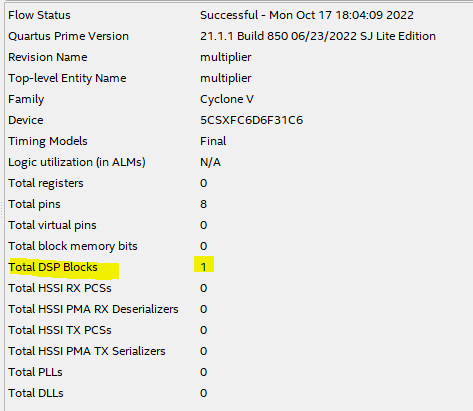 Flow Status Successful - Mon Oct 17 18:04:09 2022
Quartus Prime Version 21.1.1 Build 850 06/23/2022 SJ Lite Edition
Revision Name multiplier
Top-level Entity Name multiplier
Family Cyclone V
Device 5CSXFC6D6F31C6
Timing Models Final
Logic utilization (in ALMs) N/A
Total registers 0
Total pins 8
Total virtual pins 0
Total block memory bits 0
Total DSP Blocks 1
Total HSSI RX PCSs 0
Total HSSI PMA RX Deserializers 0
Total HSSI TX PCSs 0
Total HSSI PMA TX Serializers 0
Total PLLs 0
Total DLLs 0